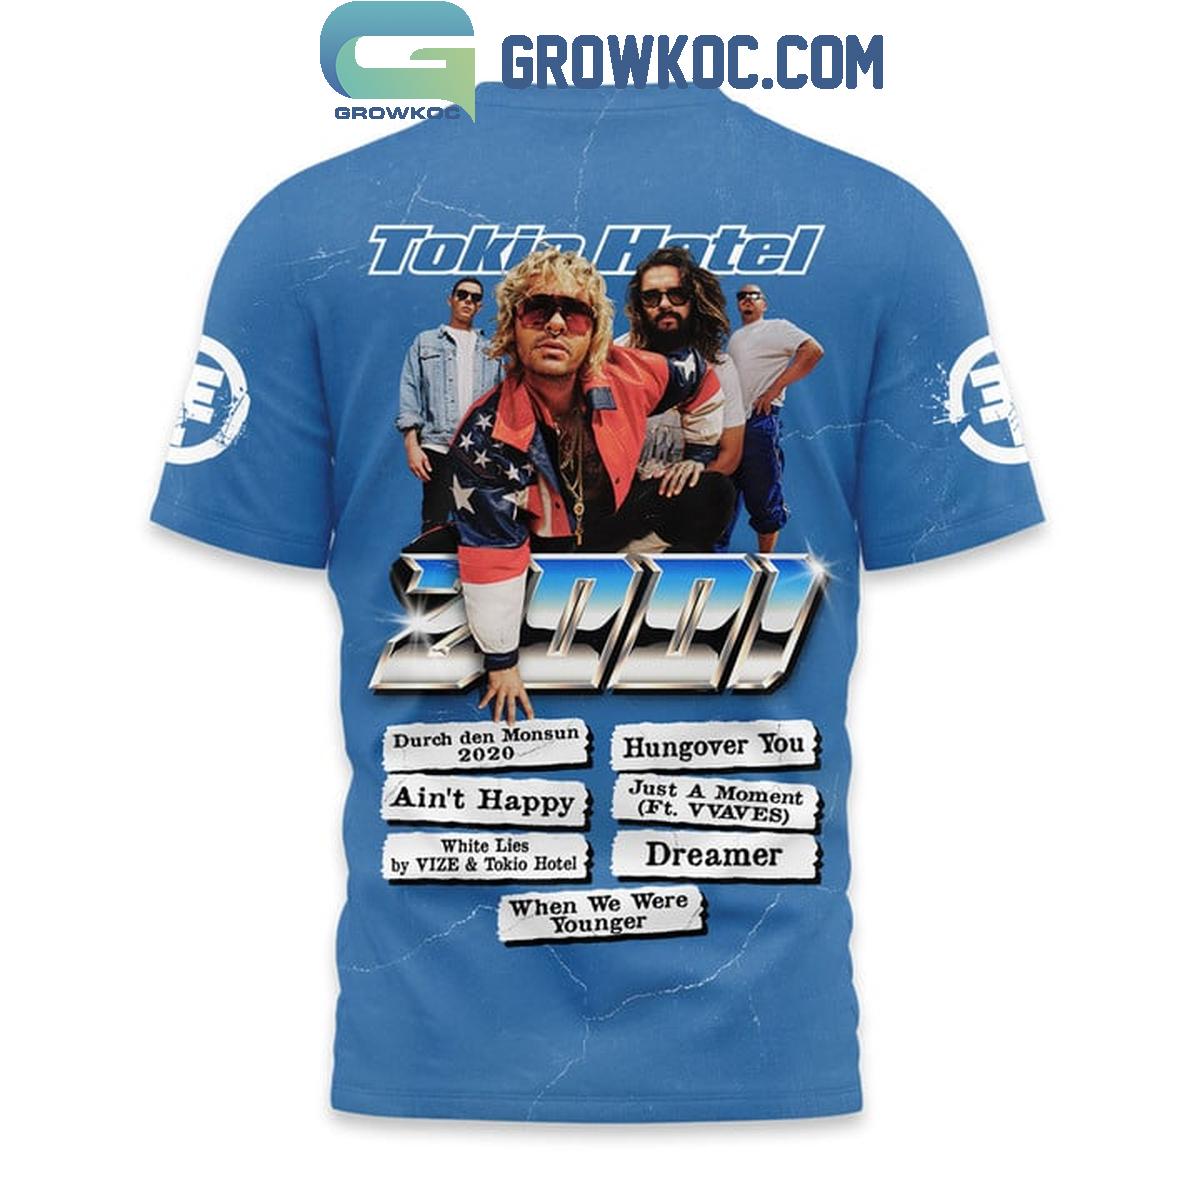 GROWKOC
GROWKOC.COM
Tokio Hotel
2001
Durch den Monsun
2020
Hungover You
Ain't Happy
Just A Moment
(Ft. VVAVES)
White Lies
by VIZE & Tokio Hotel
Dreamer
When We Were
Younger